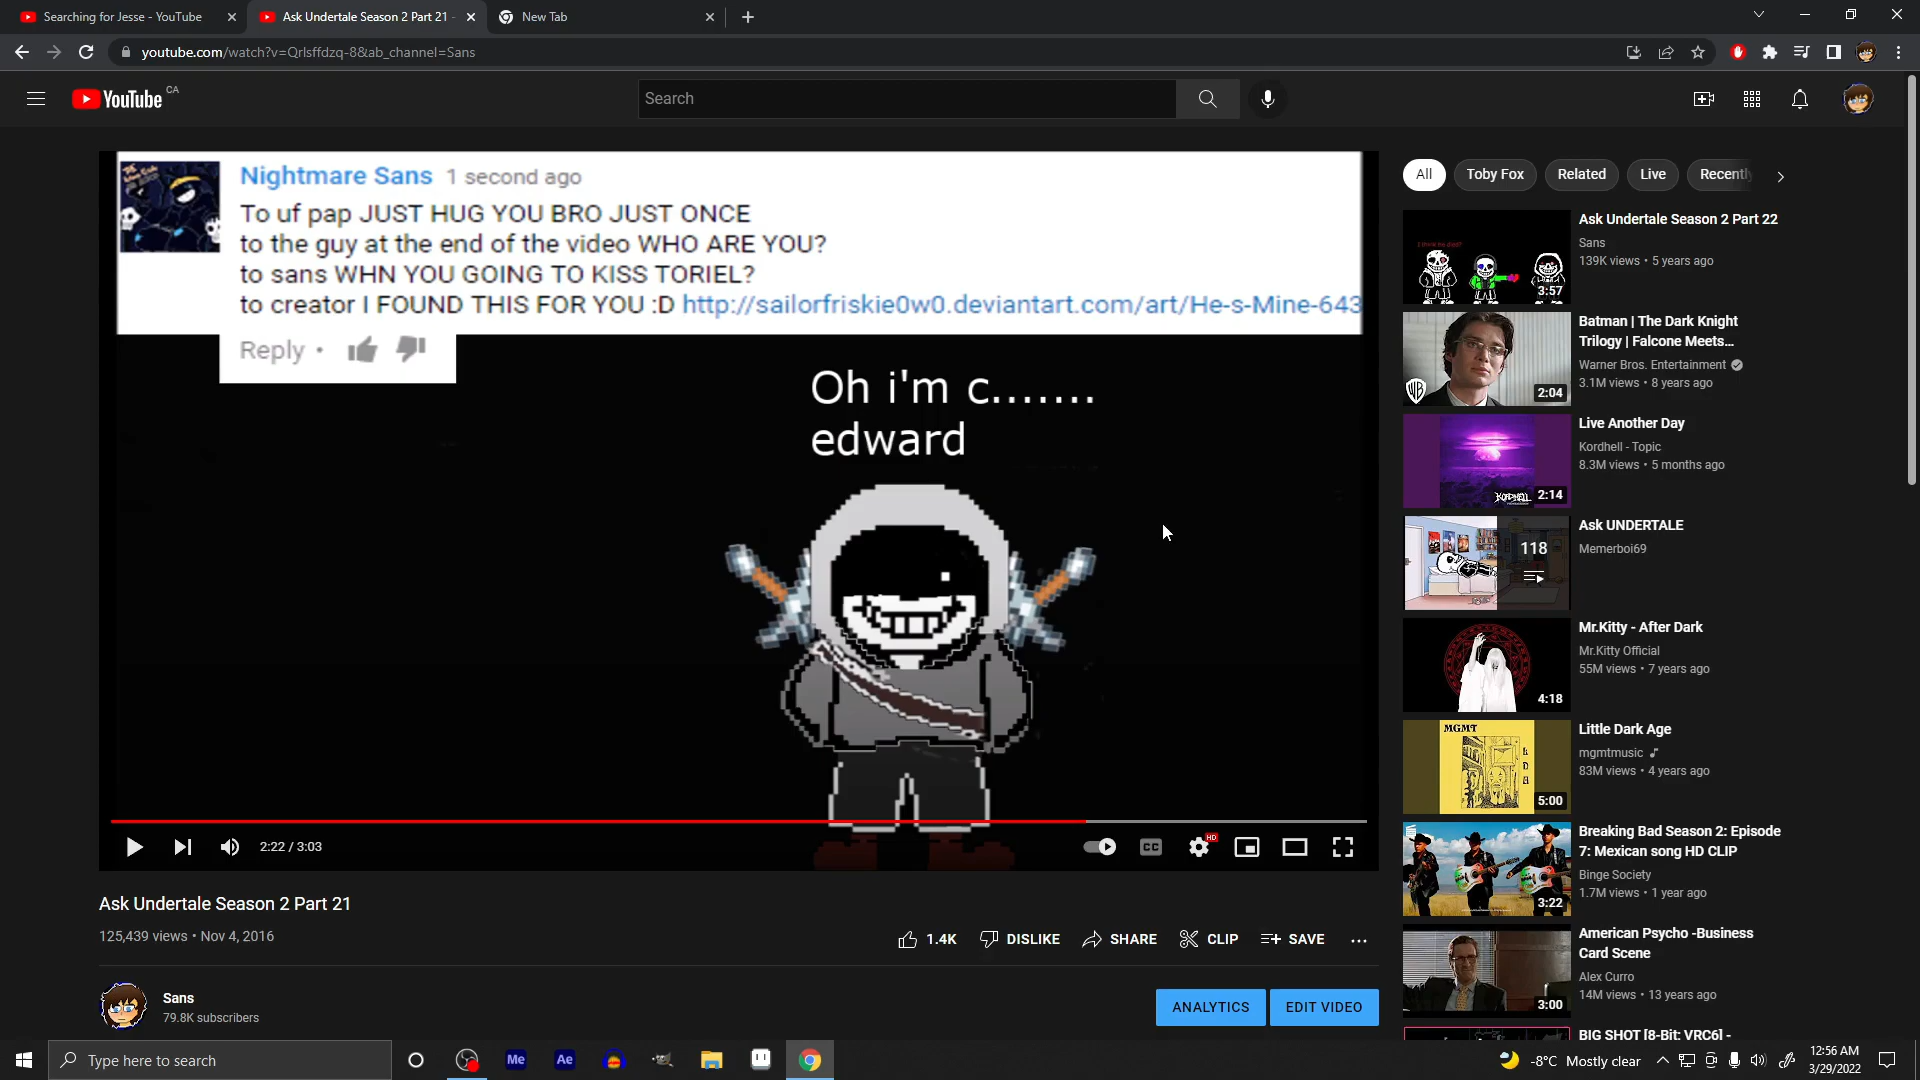 Searching for Jesse - YouTube
Ask Undertale Season 2 Part 21 -
New Tab
youtube.com/watch?v=Qrlsffdzq-8&ab_channel=Sans
YouTube CA
Search
Nightmare Sans 1 second ago
To uf pap JUST HUG YOU BRO JUST ONCE
to the guy at the end of the video WHO ARE YOU?
to sans WHN YOU GOING TO KISS TORIEL?
to creator I FOUND THIS FOR YOU :D http://sailorfriskie0w0.deviantart.com/art/He-s-Mine-643
Reply •
Oh i'm c.......
edward
2:22 / 3:03
CC
HD
Ask Undertale Season 2 Part 21
125,439 views • Nov 4, 2016
1.4K
DISLIKE
SHARE
CLIP
SAVE
Sans
79.8K subscribers
ANALYTICS
EDIT VIDEO
All
Toby Fox
Related
Live
Recently
3:57
Ask Undertale Season 2 Part 22
Sans
139K views • 5 years ago
2:04
Batman | The Dark Knight
Trilogy | Falcone Meets...
Warner Bros. Entertainment
3.1M views • 8 years ago
KORDHELL
2:14
Live Another Day
Kordhell - Topic
8.3M views • 5 months ago
118
Ask UNDERTALE
Memerboi69
4:18
Mr.Kitty - After Dark
Mr.Kitty Official
55M views • 7 years ago
MGMT
LDA
5:00
Little Dark Age
mgmtmusic
83M views • 4 years ago
3:22
Breaking Bad Season 2: Episode
7: Mexican song HD CLIP
Binge Society
1.7M views • 1 year ago
3:00
American Psycho -Business
Card Scene
Alex Curro
14M views • 13 years ago
BIG SHOT [8-Bit; VRC6] -
Type here to search
Me
Ae
-8°C Mostly clear
12:56 AM
3/29/2022